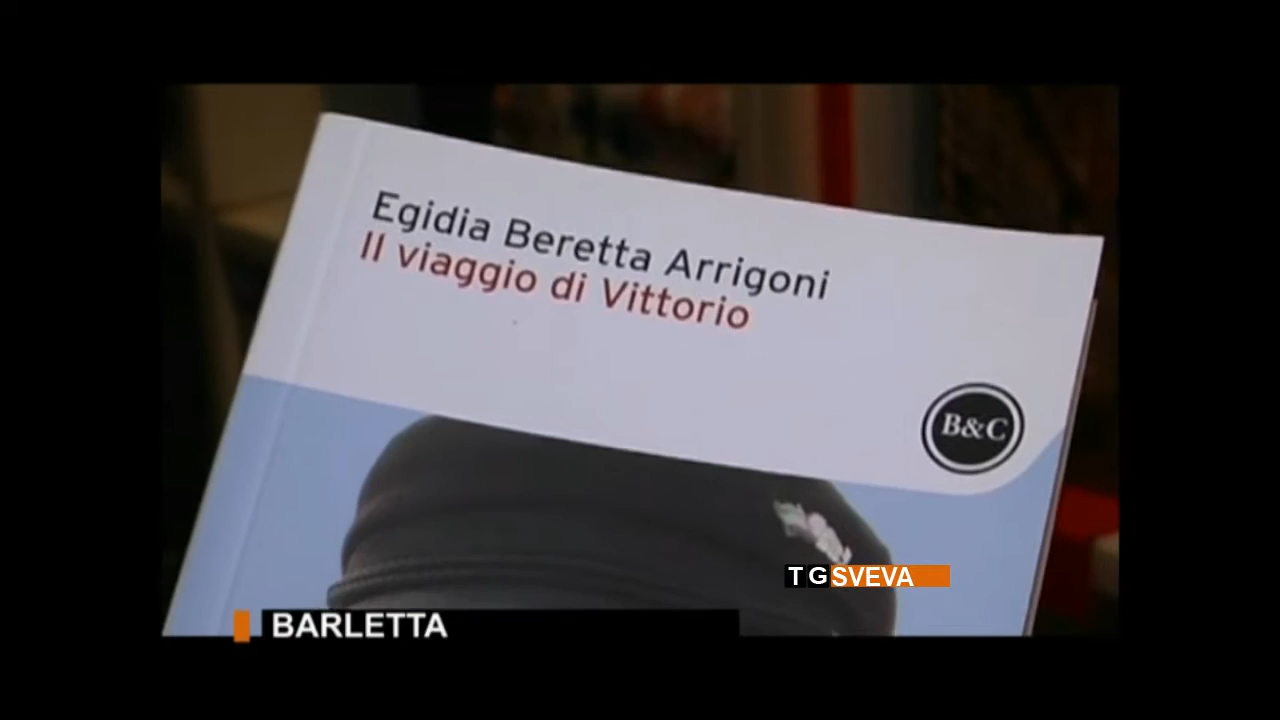 Egidia Beretta Arrigoni
Il viaggio di Vittorio
B&C
TGSVEVA
BARLETTA